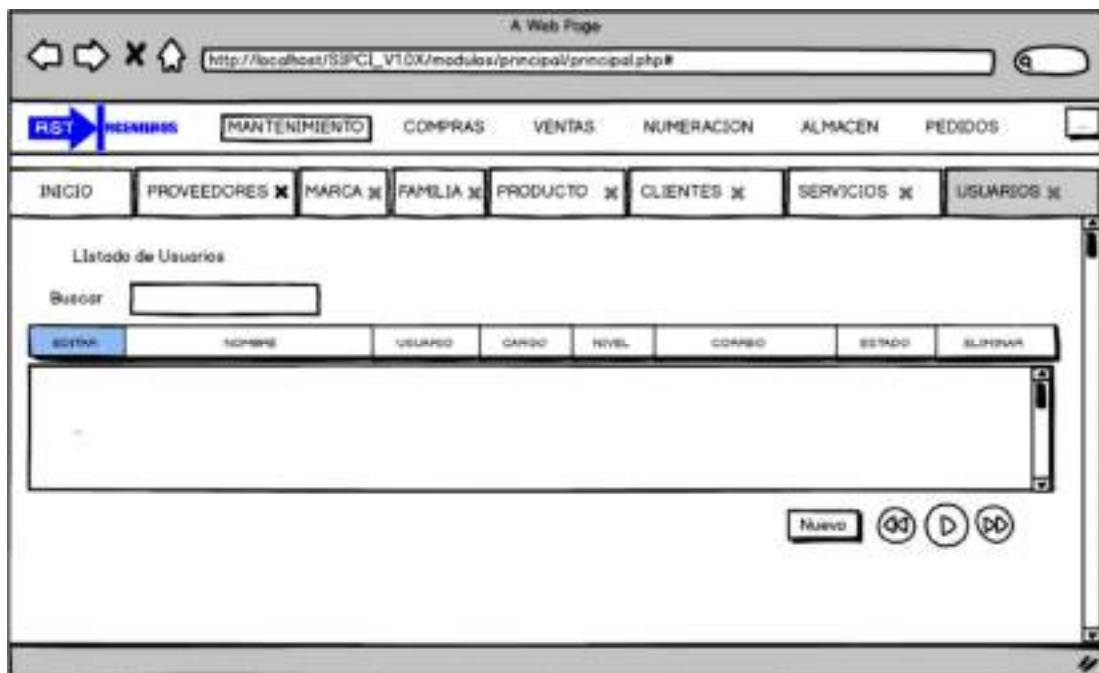 A Web Page
http://localhost/SIPCI_V10X/modulos/principal/principal.php#
RST INGENIEROS MANTENIMIENTO COMPRAS VENTAS NUMERACION ALMACEN PEDIDOS ...
INICIO PROVEEDORES X MARCA X FAMILIA X PRODUCTO X CLIENTES X SERVICIOS X USUARIOS X
LIstado de Usuarios
Buscar
EDITAR NOMBRE USUARIO CARGO NIVEL CORREO ESTADO ELIMINAR
Nuevo